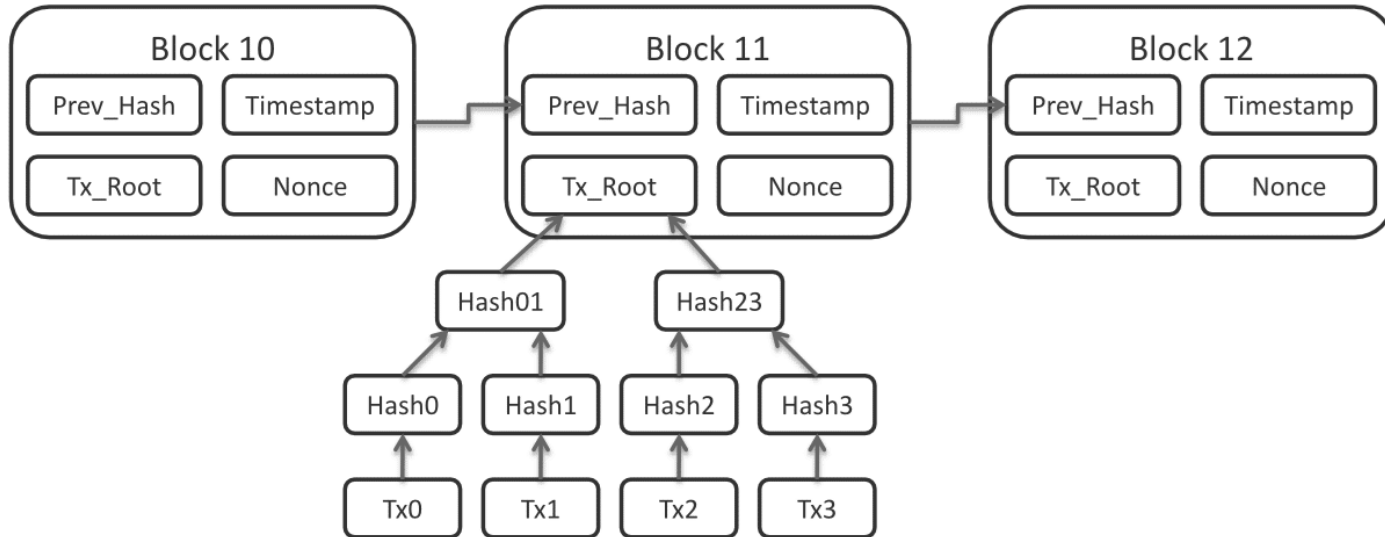 Block 10
Block 11
Block 12
Prev_Hash
Timestamp
Prev_Hash
Timestamp
Prev_Hash
Timestamp
Tx_Root
Nonce
Tx_Root
Nonce
Tx_Root
Nonce
Hash01
Hash23
Hash0
Hash1
Hash2
Hash3
Tx0
Tx1
Tx2
Tx3